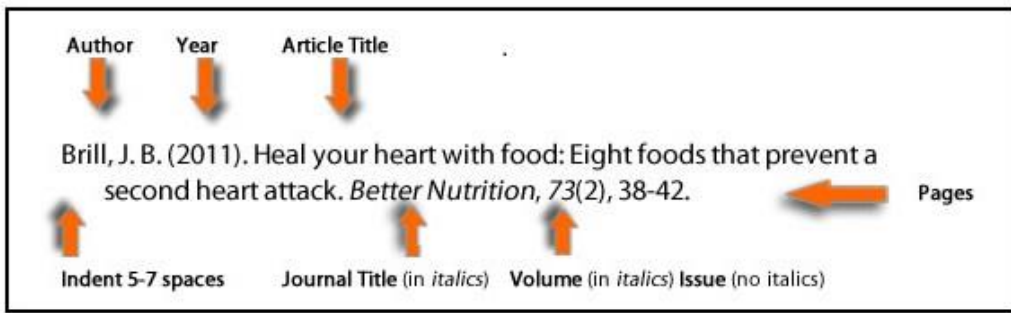 Author Year Article Title .
Brill, J. B. (2011). Heal your heart with food: Eight foods that prevent a
second heart attack. Better Nutrition, 73(2), 38-42.
Pages
Indent 5-7 spaces Journal Title (in italics) Volume (in italics) Issue (no italics)